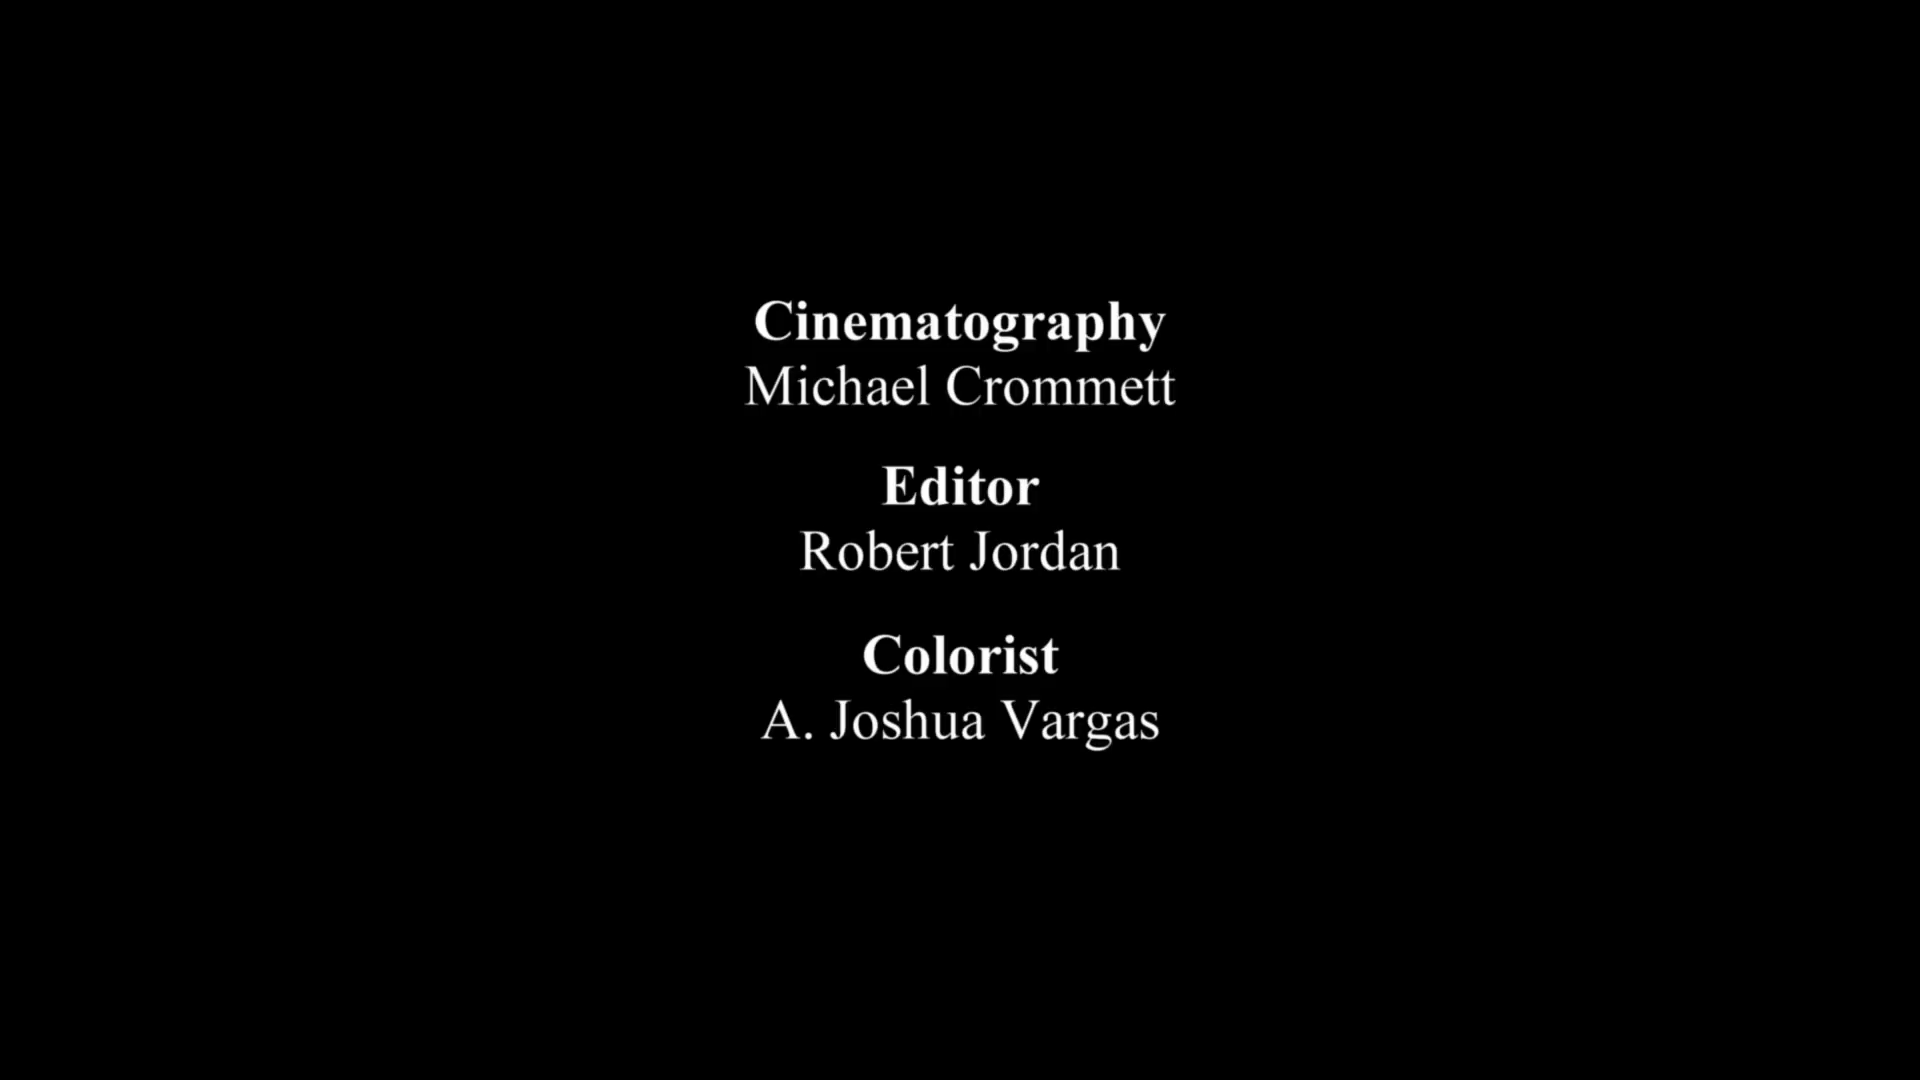 Cinematography
Michael Crommett
Editor
Robert Jordan
Colorist
A. Joshua Vargas